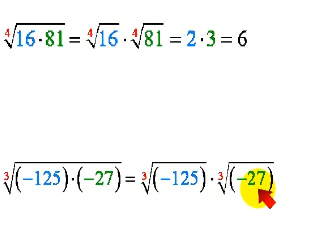 ∜16·81 = ∜16 · ∜81 = 2·3 = 6
∛(−125)·(−27) = ∛(−125) · ∛(−27)